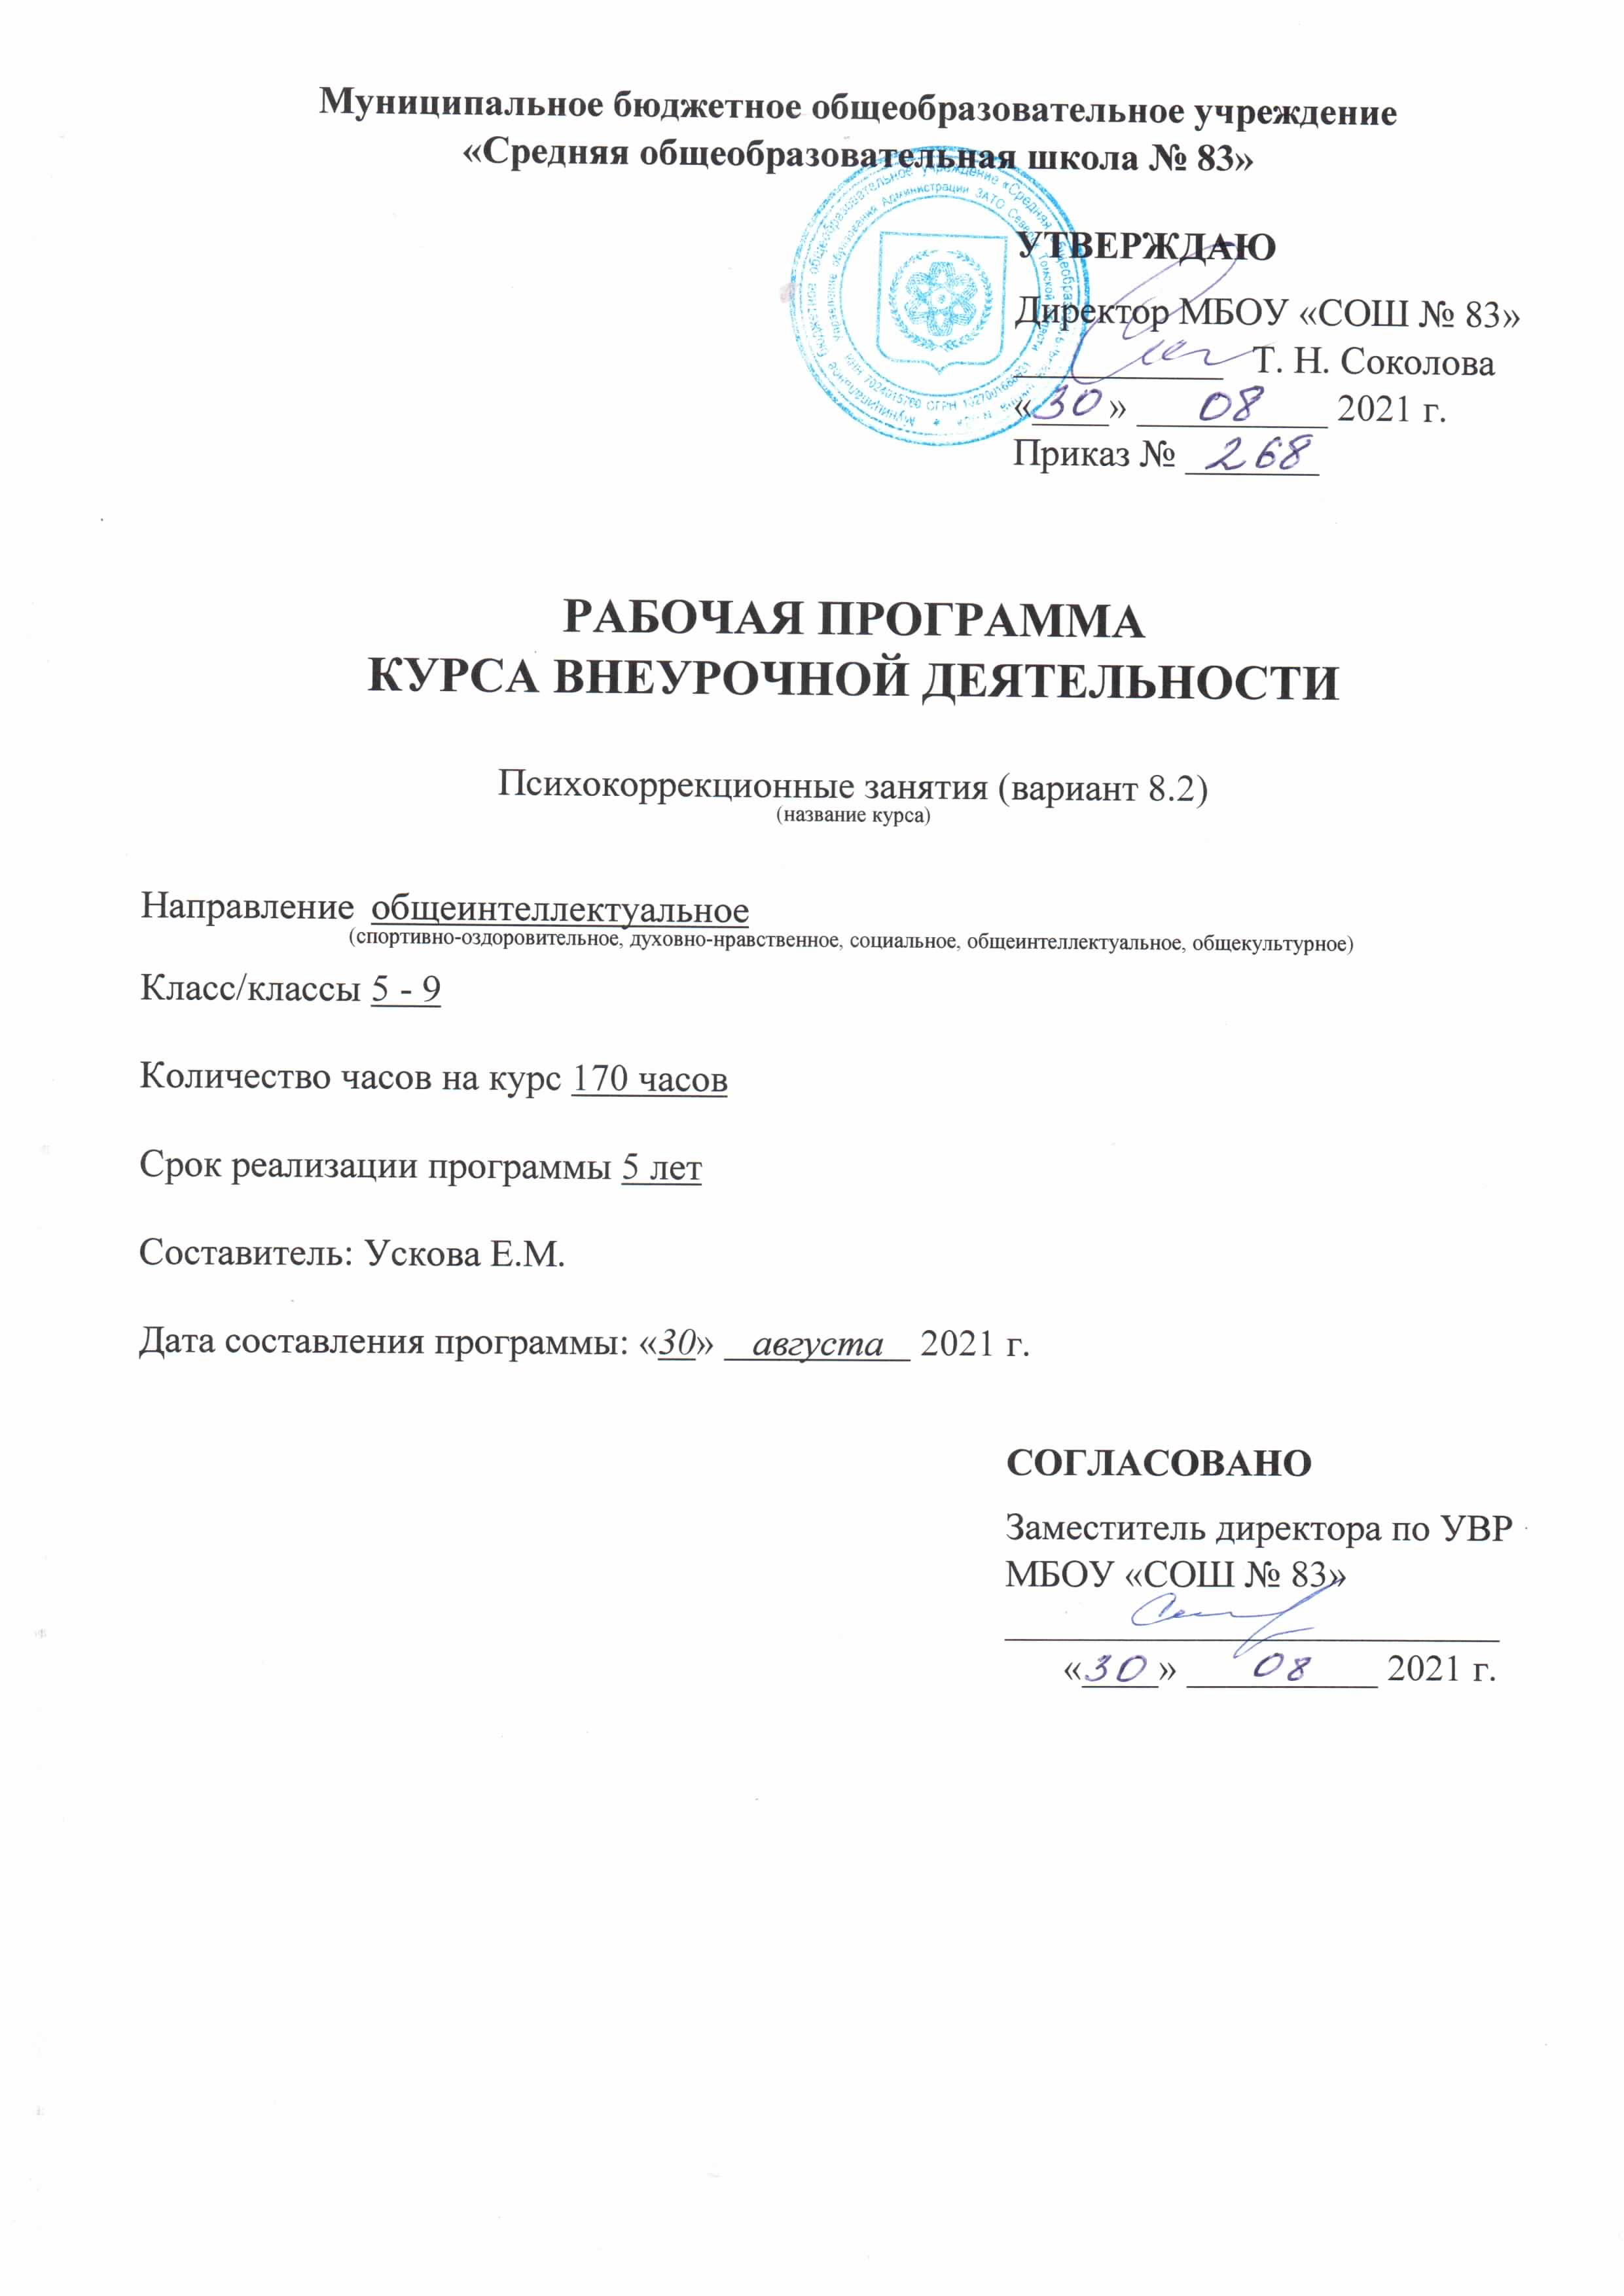 Муниципальное бюджетное общеобразовательное учреждение
«Средняя общеобразовательная школа № 83»
УТВЕРЖДАЮ
Директор МБОУ «СОШ № 83»
Т. Н. Соколова
«30» 08 2021 г.
Приказ № 268
РАБОЧАЯ ПРОГРАММА
КУРСА ВНЕУРОЧНОЙ ДЕЯТЕЛЬНОСТИ
Психокоррекционные занятия (вариант 8.2)
(название курса)
Направление общеинтеллектуальное
(спортивно-оздоровительное, духовно-нравственное, социальное, общеинтеллектуальное, общекультурное)
Класс/классы 5 - 9
Количество часов на курс 170 часов
Срок реализации программы 5 лет
Составитель: Ускова Е.М.
Дата составления программы: «30» августа 2021 г.
СОГЛАСОВАНО
Заместитель директора по УВР
МБОУ «СОШ № 83»
«30» 08 2021 г.